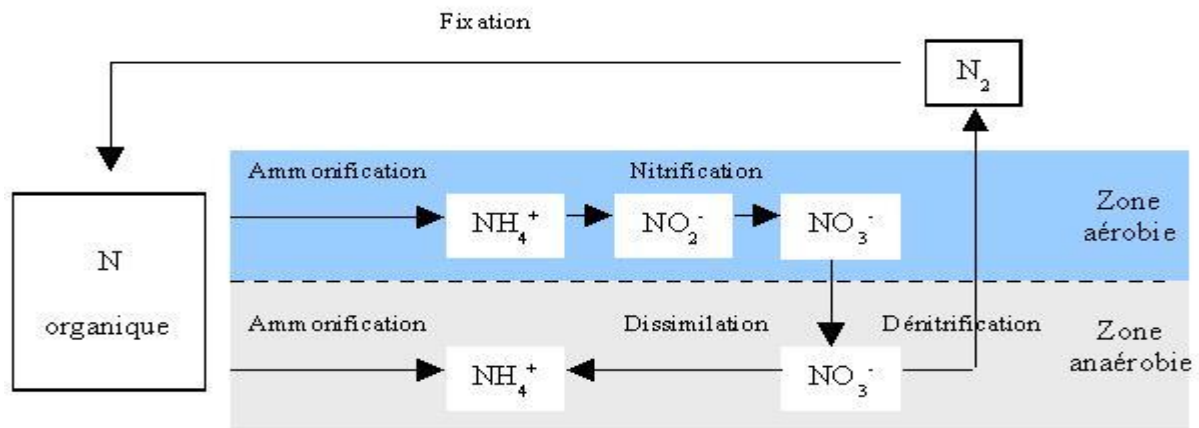 Fixation
N₂
Ammonification
Nitrification
N
organique
NH₄⁺
NO₂⁻
NO₃⁻
Zone
aérobie
Ammonification
Dissimilation
Dénitrification
Zone
anaérobie
NH₄⁺
NO₃⁻